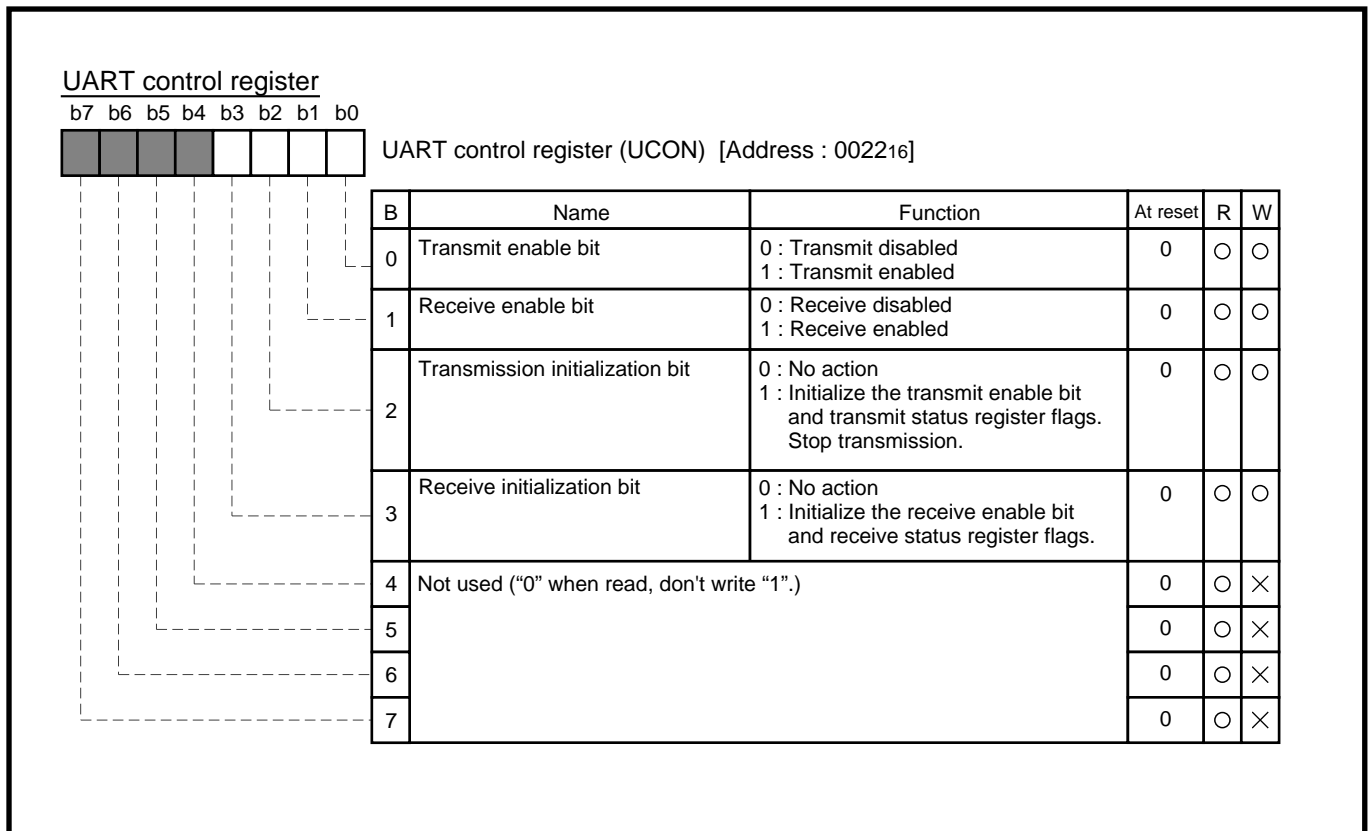 UART control register
b7 b6 b5 b4 b3 b2 b1 b0
UART control register (UCON) [Address : 002216]
B Name Function At reset R W
0 Transmit enable bit 0 : Transmit disabled 0 ○ ○
1 : Transmit enabled
1 Receive enable bit 0 : Receive disabled 0 ○ ○
1 : Receive enabled
2 Transmission initialization bit 0 : No action 0 ○ ○
1 : Initialize the transmit enable bit
and transmit status register flags.
Stop transmission.
3 Receive initialization bit 0 : No action 0 ○ ○
1 : Initialize the receive enable bit
and receive status register flags.
4 Not used (“0” when read, don't write “1”.) 0 ○ ×
5 0 ○ ×
6 0 ○ ×
7 0 ○ ×